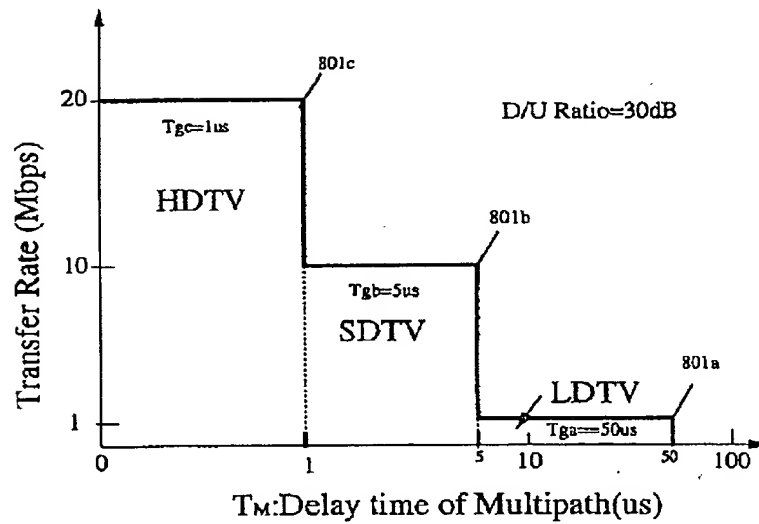 801c
20
Tgc=1us
D/U Ratio=30dB
HDTV
801b
10
Tgb=5us
SDTV
801a
LDTV
Tga=50us
1
0
1
5
10
50
100
Transfer Rate (Mbps)
TM:Delay time of Multipath(us)